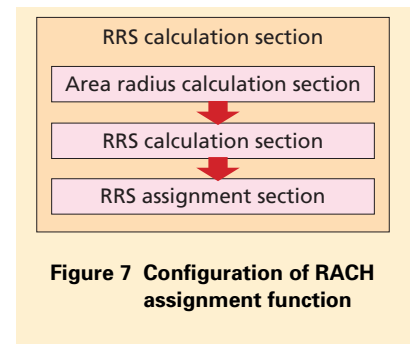 RRS calculation section
Area radius calculation section
RRS calculation section
RRS assignment section
Figure 7 Configuration of RACH
assignment function